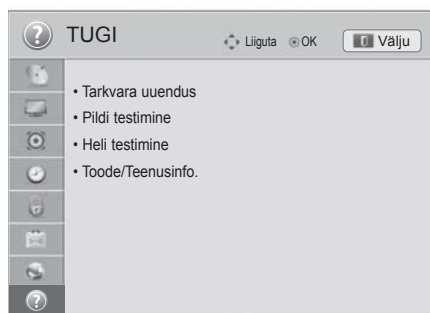 TUGI
Liiguta OK Välju
• Tarkvara uuendus
• Pildi testimine
• Heli testimine
• Toode/Teenusinfo.